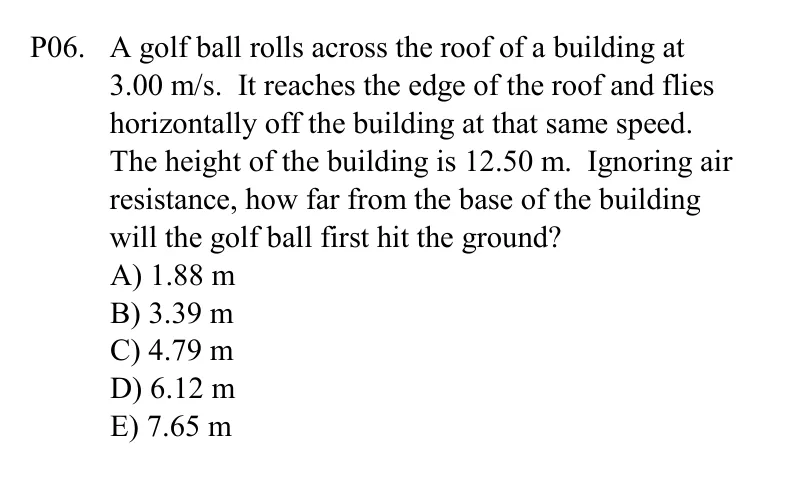 P06. A golf ball rolls across the roof of a building at
3.00 m/s. It reaches the edge of the roof and flies
horizontally off the building at that same speed.
The height of the building is 12.50 m. Ignoring air
resistance, how far from the base of the building
will the golf ball first hit the ground?
A) 1.88 m
B) 3.39 m
C) 4.79 m
D) 6.12 m
E) 7.65 m